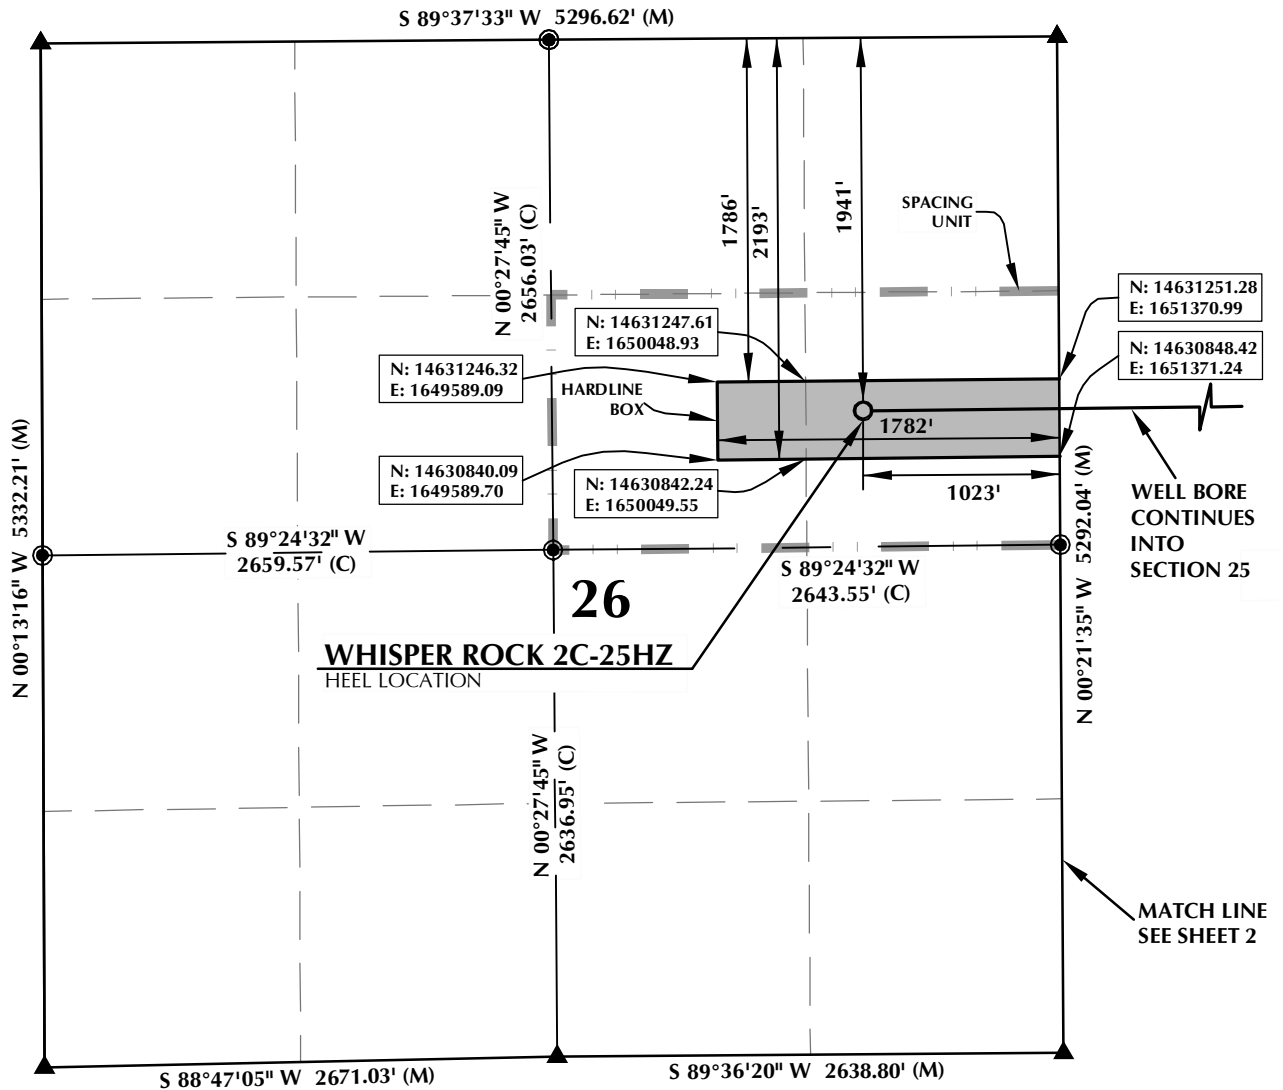 S 89°37'33" W 5296.62' (M)
N 00°27'45" W
2656.03' (C)
1786'
2193'
1941'
SPACING
UNIT
N: 14631251.28
E: 1651370.99
N: 14631247.61
E: 1650048.93
N: 14630848.42
E: 1651371.24
N: 14631246.32
E: 1649589.09
HARDLINE
BOX
1782'
N: 14630840.09
E: 1649589.70
N: 14630842.24
E: 1650049.55
1023'
WELL BORE
CONTINUES
INTO
SECTION 25
N 00°13'16" W 5332.21' (M)
S 89°24'32" W
2659.57' (C)
S 89°24'32" W
2643.55' (C)
N 00°21'35" W 5292.04' (M)
26
WHISPER ROCK 2C-25HZ
HEEL LOCATION
N 00°27'45" W
2636.95' (C)
MATCH LINE
SEE SHEET 2
S 88°47'05" W 2671.03' (M)
S 89°36'20" W 2638.80' (M)